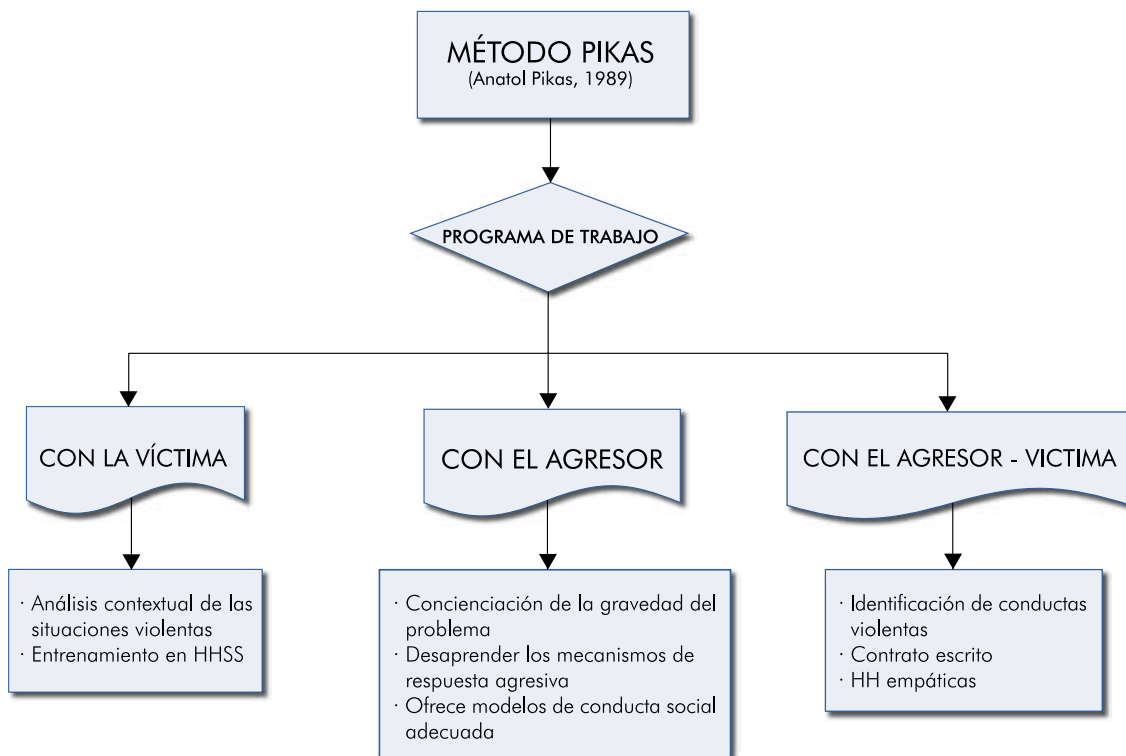 MÉTODO PIKAS
(Anatol Pikas, 1989)
PROGRAMA DE TRABAJO
CON LA VÍCTIMA
CON EL AGRESOR
CON EL AGRESOR - VICTIMA
· Análisis contextual de las
situaciones violentas
· Entrenamiento en HHSS
· Concienciación de la gravedad del
problema
· Desaprender los mecanismos de
respuesta agresiva
· Ofrece modelos de conducta social
adecuada
· Identificación de conductas
violentas
· Contrato escrito
· HH empáticas